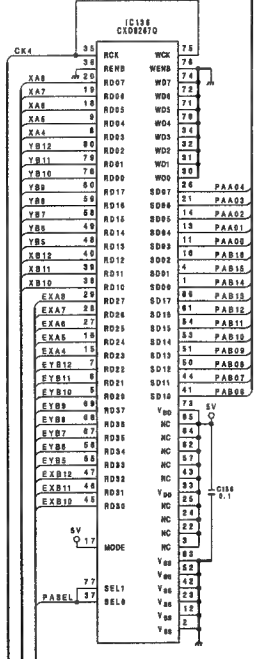 IC136
CXD8267Q
CK4 35 RCK WCK 75
36 RENB WENB 76
XA8 20 RD07 WD7 74
XA7 19 RD06 WD6 72
XA6 18 RD05 WD5 71
XA5 9 RD04 WD4 70
XA4 8 RD03 WD3 34
YB12 80 RD02 WD2 32
YB11 79 RD01 WD1 31
YB10 78 RD00 WD0 30
YB9 60 RD17 SD07 26 PAA04
YB8 59 RD16 SD06 21 PAA03
YB7 58 RD15 SD05 14 PAA02
YB6 49 RD14 SD04 13 PAA01
YB5 48 RD13 SD03 11 PAA00
XB12 40 RD12 SD02 16 PAB16
XB11 39 RD11 SD01 4 PAB15
XB10 38 RD10 SD00 1 PAB14
EXA8 29 RD27 SD17 66 PAB13
EXA7 28 RD26 SD16 61 PAB12
EXA6 27 RD25 SD15 54 PAB11
EXA5 16 RD24 SD14 53 PAB10
EXA4 15 RD23 SD13 51 PAB09
EYB12 7 RD22 SD12 50 PAB08
EYB11 6 RD21 SD11 44 PAB07
EYB10 5 RD20 SD10 41 PAB06
EYB9 69 RD37 VDD 73
EYB8 68 RD36 NC 65 5V
EYB7 67 RD35 NC 64
EYB6 56 RD34 NC 62
EYB5 55 RD33 NC 57
EXB12 47 RD32 NC 43
EXB11 46 RD31 VDD 33
EXB10 45 RD30 NC 25
NC 24
NC 22
C136
0.1
5V 17 MODE NC 3
VSS 63
VSS 52
77 SEL1 VSS 42
PABEL 37 SEL0 VSS 23
VSS 12
VSS 2